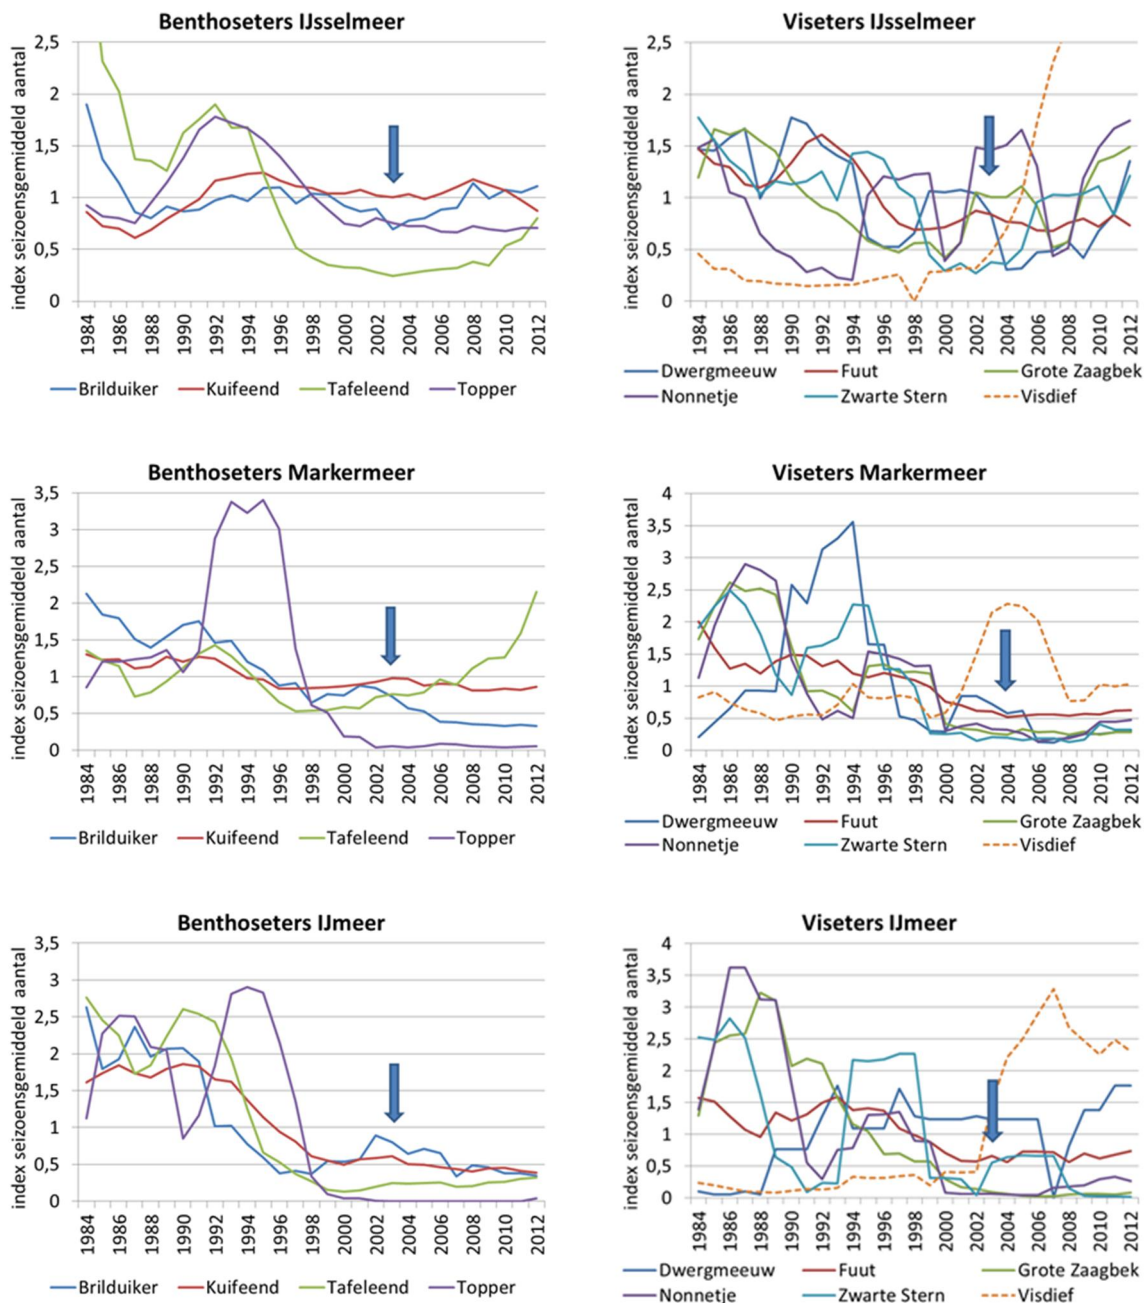 Benthoseters IJsselmeer
index seizoensgemiddeld aantal
2,5
2
1,5
1
0,5
0
1984 1986 1988 1990 1992 1994 1996 1998 2000 2002 2004 2006 2008 2010 2012
Brilduiker Kuifeend Tafeleend Topper
Viseters IJsselmeer
index seizoensgemiddeld aantal
2,5
2
1,5
1
0,5
0
1984 1986 1988 1990 1992 1994 1996 1998 2000 2002 2004 2006 2008 2010 2012
Dwergmeeuw Fuut Grote Zaagbek
Nonnetje Zwarte Stern Visdief
Benthoseters Markermeer
index seizoensgemiddeld aantal
3,5
3
2,5
2
1,5
1
0,5
0
1984 1986 1988 1990 1992 1994 1996 1998 2000 2002 2004 2006 2008 2010 2012
Brilduiker Kuifeend Tafeleend Topper
Viseters Markermeer
index seizoensgemiddeld aantal
4
3,5
3
2,5
2
1,5
1
0,5
0
1984 1986 1988 1990 1992 1994 1996 1998 2000 2002 2004 2006 2008 2010 2012
Dwergmeeuw Fuut Grote Zaagbek
Nonnetje Zwarte Stern Visdief
Benthoseters IJmeer
index seizoensgemiddeld aantal
3,5
3
2,5
2
1,5
1
0,5
0
1984 1986 1988 1990 1992 1994 1996 1998 2000 2002 2004 2006 2008 2010 2012
Brilduiker Kuifeend Tafeleend Topper
Viseters IJmeer
index seizoensgemiddeld aantal
4
3,5
3
2,5
2
1,5
1
0,5
0
1984 1986 1988 1990 1992 1994 1996 1998 2000 2002 2004 2006 2008 2010 2012
Dwergmeeuw Fuut Grote Zaagbek
Nonnetje Zwarte Stern Visdief